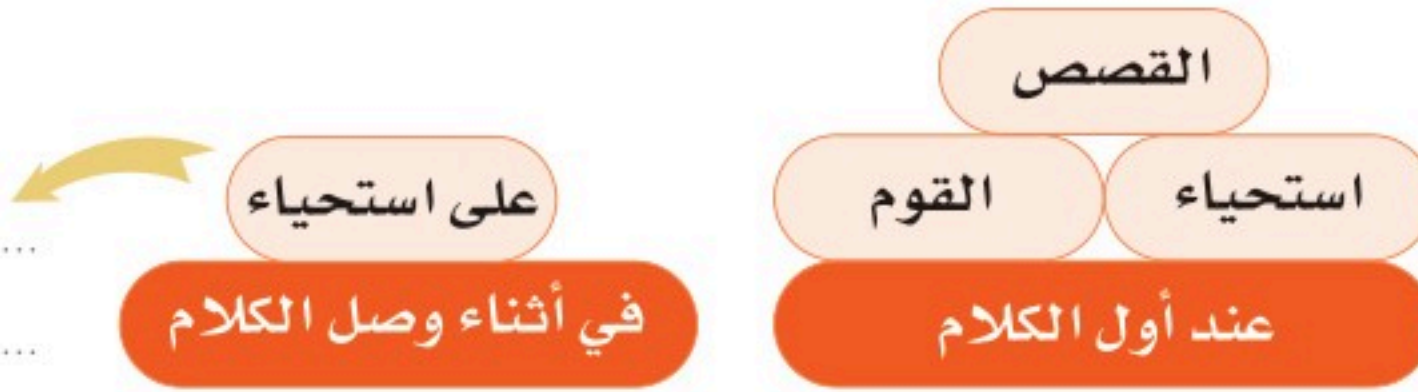 القصص
استحياء
القوم
عند أول الكلام
على استحياء
في أثناء وصل الكلام
...
...